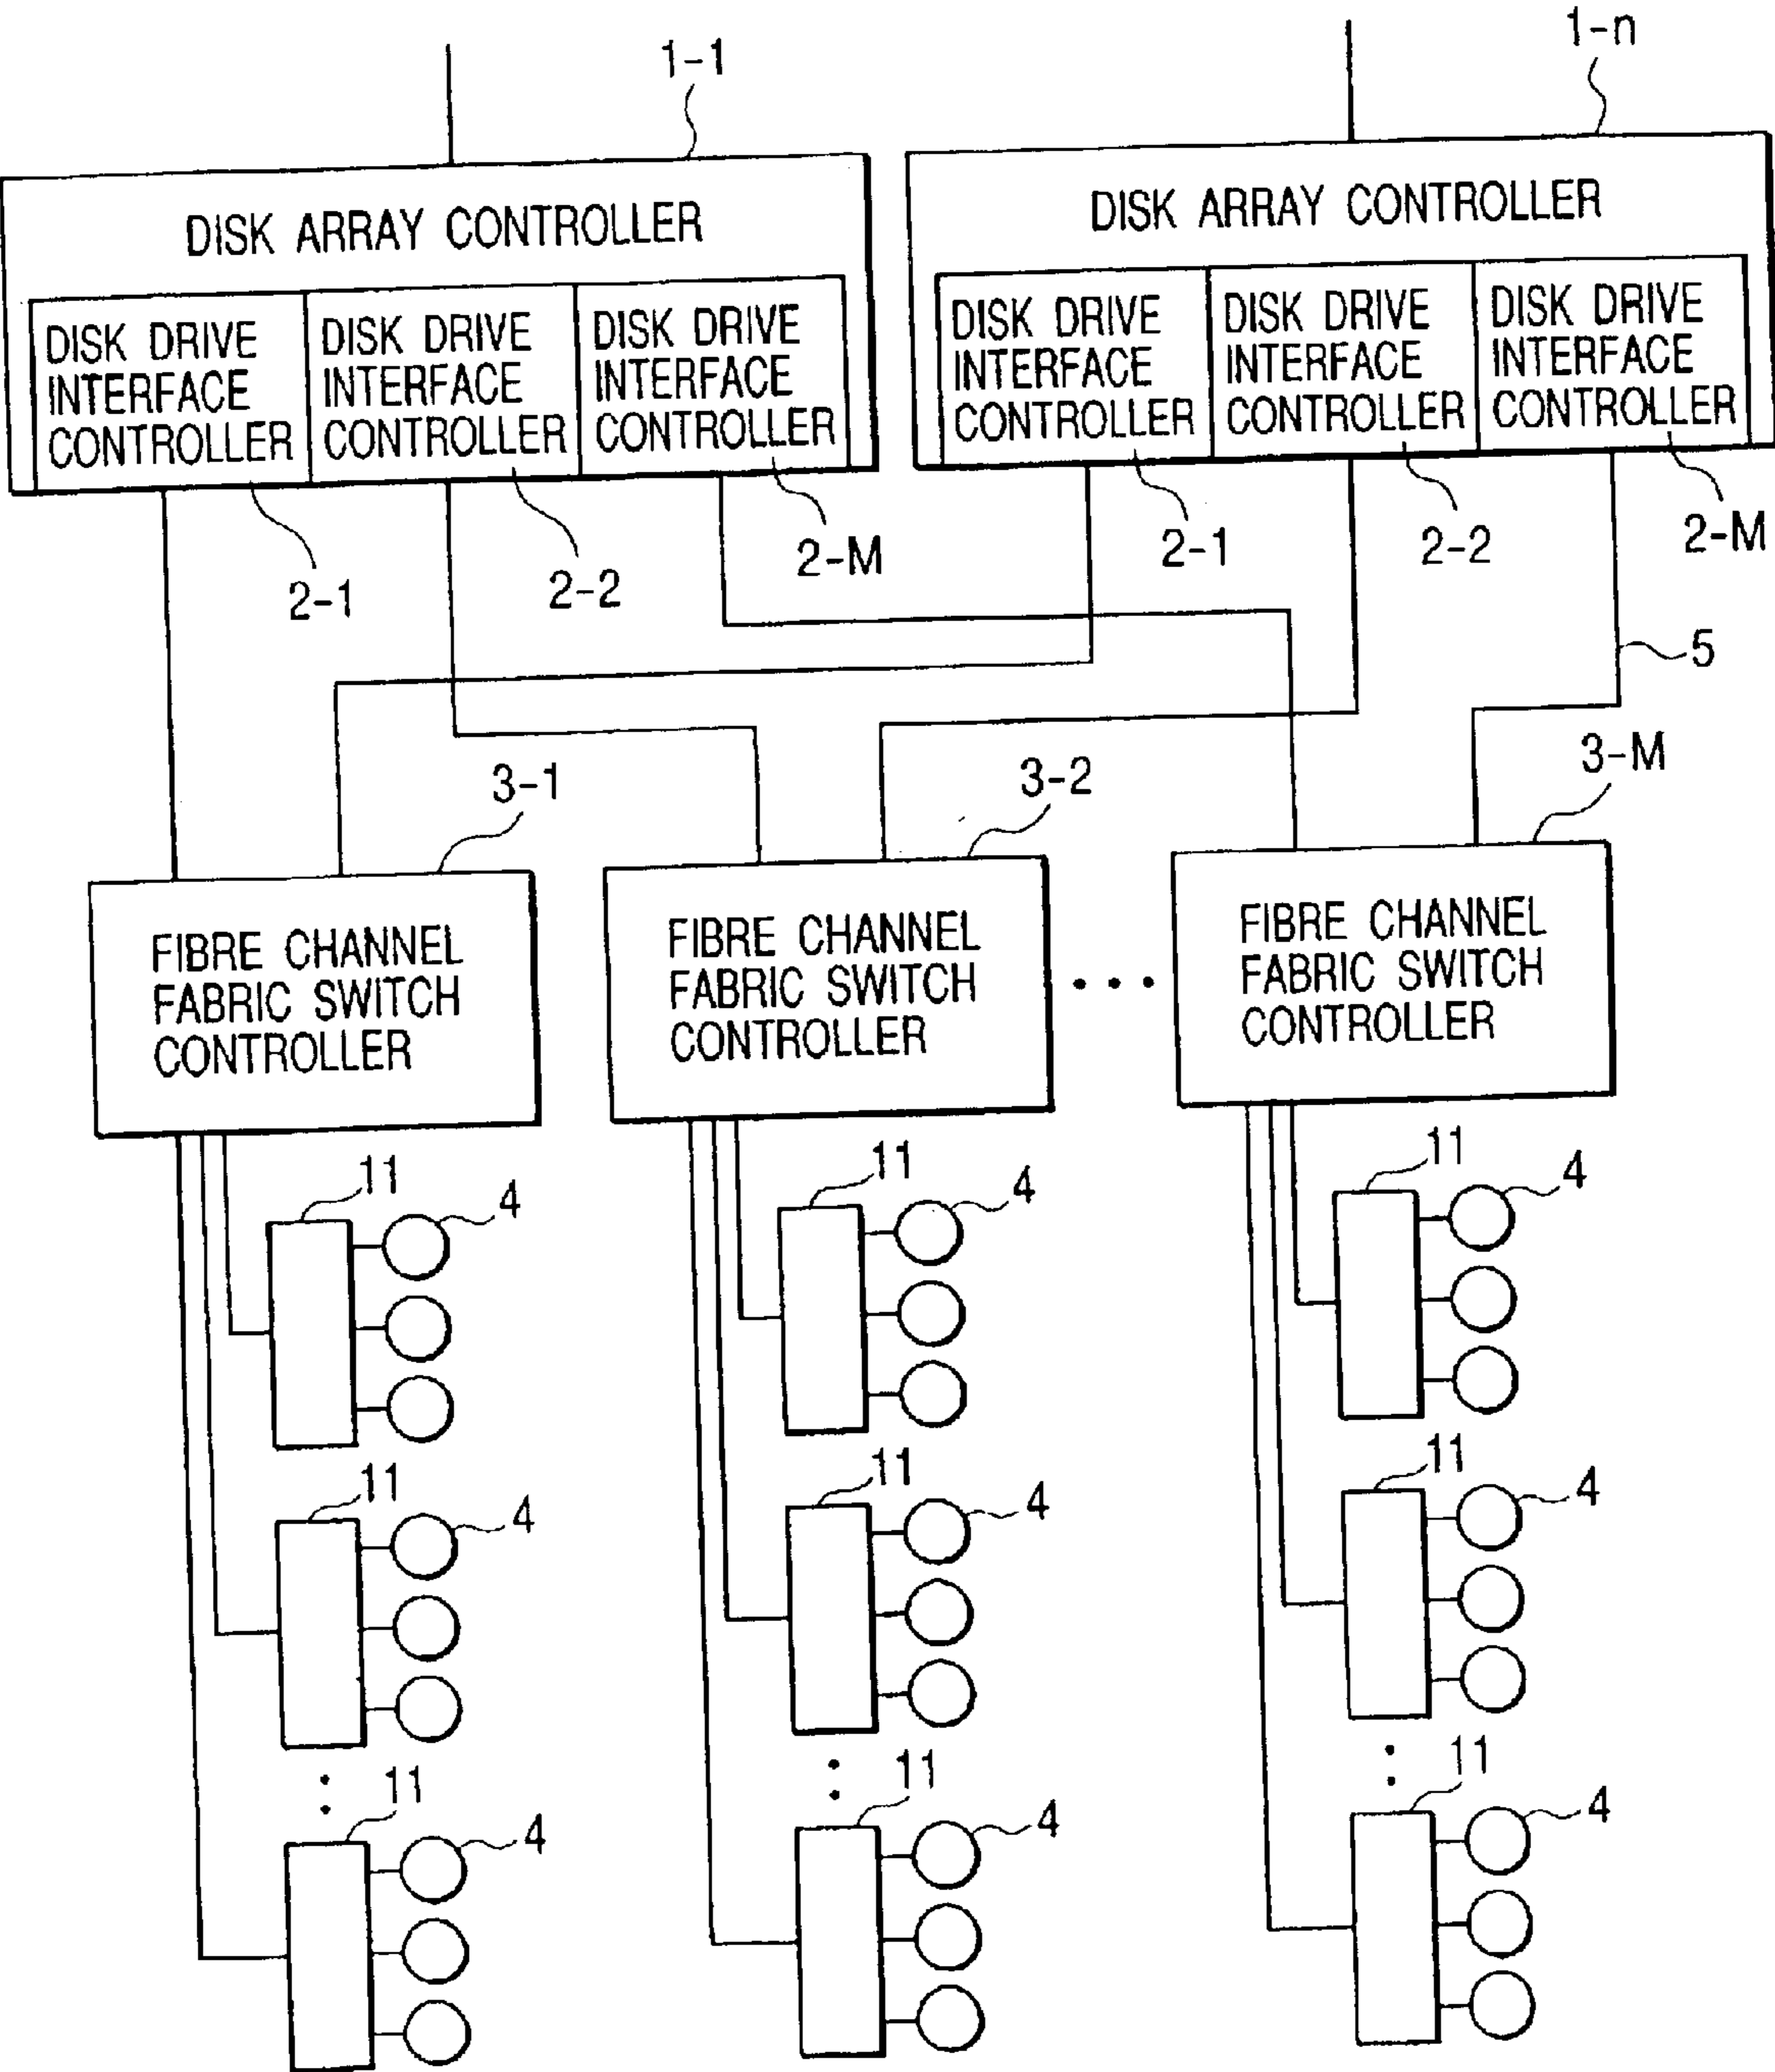 1-1
1-n
DISK ARRAY CONTROLLER
DISK ARRAY CONTROLLER
DISK DRIVE
INTERFACE
CONTROLLER
DISK DRIVE
INTERFACE
CONTROLLER
DISK DRIVE
INTERFACE
CONTROLLER
DISK DRIVE
INTERFACE
CONTROLLER
DISK DRIVE
INTERFACE
CONTROLLER
DISK DRIVE
INTERFACE
CONTROLLER
2-1
2-2
2-M
2-1
2-2
2-M
5
3-1
3-2
3-M
FIBRE CHANNEL
FABRIC SWITCH
CONTROLLER
FIBRE CHANNEL
FABRIC SWITCH
CONTROLLER
...
FIBRE CHANNEL
FABRIC SWITCH
CONTROLLER
11
4
11
4
11
4
11
4
11
4
11
4
11
4
11
4
11
4